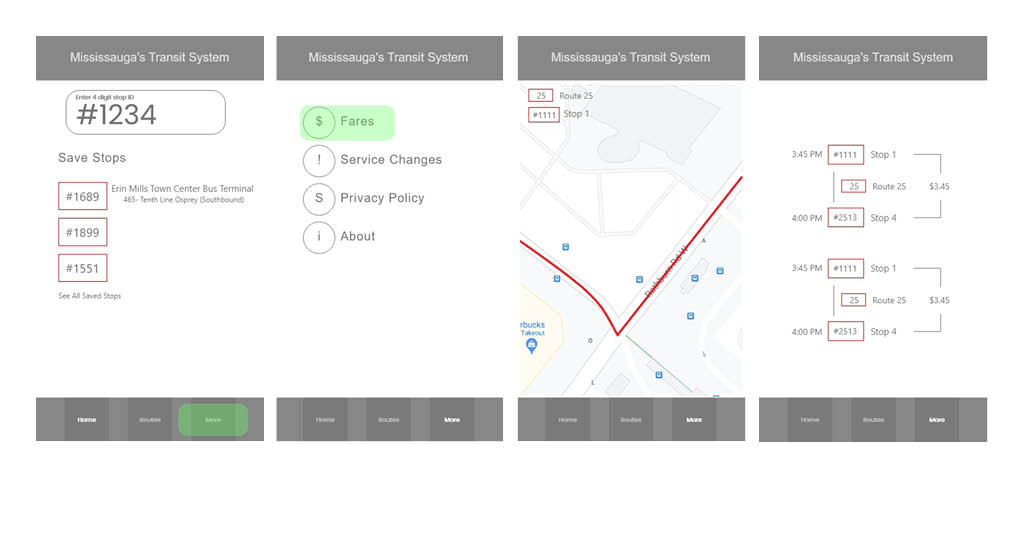 Mississauga's Transit System
Enter 4 digit stop ID
#1234
Save Stops
#1689
Erin Mills Town Center Bus Terminal
465- Tenth Line Osprey (Southbound)
#1899
#1551
See All Saved Stops
Home
Routes
More
Mississauga's Transit System
$ Fares
! Service Changes
S Privacy Policy
i About
Home
Routes
More
Mississauga's Transit System
25 Route 25
#1111 Stop 1
A
Rathburn Rd W
rbucks
Takeout
O
L
Home
Routes
More
Mississauga's Transit System
3:45 PM #1111 Stop 1
25 Route 25 $3.45
4:00 PM #2513 Stop 4
3:45 PM #1111 Stop 1
25 Route 25 $3.45
4:00 PM #2513 Stop 4
Home
Routes
More